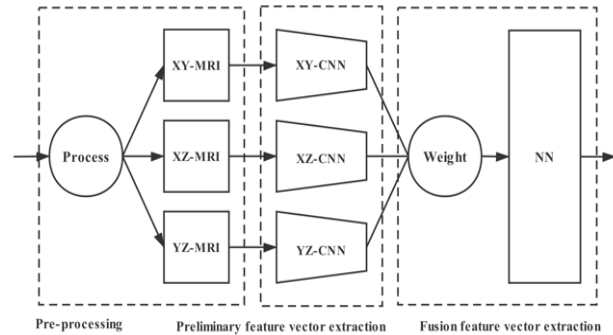 XY-MRI XY-CNN
Process XZ-MRI XZ-CNN Weight NN
YZ-MRI YZ-CNN
Pre-processing Preliminary feature vector extraction Fusion feature vector extraction